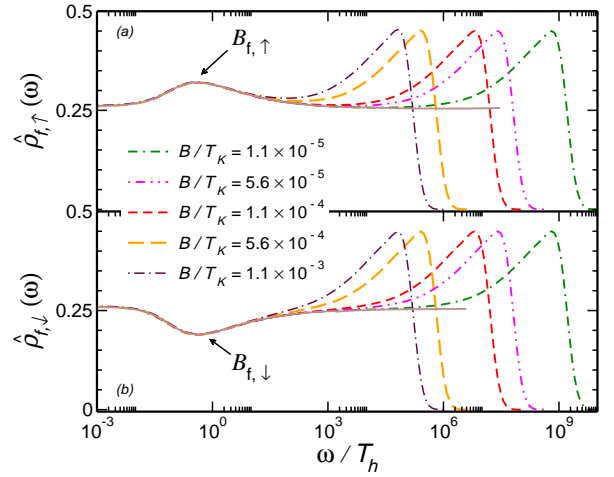 0.5
(a)
B_{f,↑}
ρ̂_{f,↑}(ω)
0.25
B / T_K = 1.1 × 10^{-5}
B / T_K = 5.6 × 10^{-5}
B / T_K = 1.1 × 10^{-4}
B / T_K = 5.6 × 10^{-4}
B / T_K = 1.1 × 10^{-3}
0.5
ρ̂_{f,↓}(ω)
0.25
B_{f,↓}
(b)
0
10^{-3} 10^0 10^3 10^6 10^9
ω / T_h